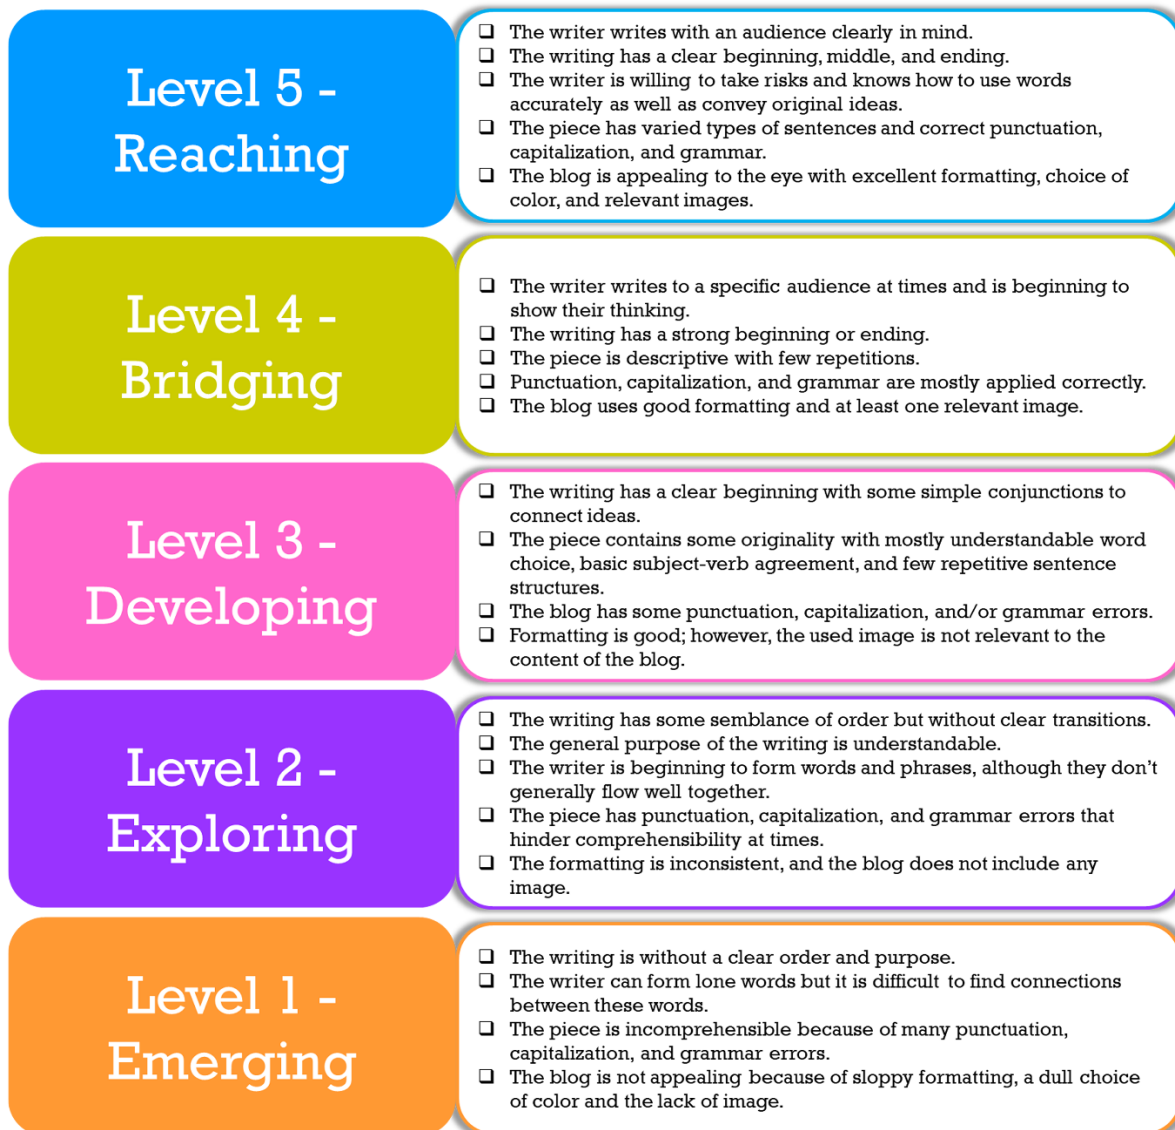 Level 5 -
Reaching
❑ The writer writes with an audience clearly in mind.
❑ The writing has a clear beginning, middle, and ending.
❑ The writer is willing to take risks and knows how to use words
accurately as well as convey original ideas.
❑ The piece has varied types of sentences and correct punctuation,
capitalization, and grammar.
❑ The blog is appealing to the eye with excellent formatting, choice of
color, and relevant images.
Level 4 -
Bridging
❑ The writer writes to a specific audience at times and is beginning to
show their thinking.
❑ The writing has a strong beginning or ending.
❑ The piece is descriptive with few repetitions.
❑ Punctuation, capitalization, and grammar are mostly applied correctly.
❑ The blog uses good formatting and at least one relevant image.
Level 3 -
Developing
❑ The writing has a clear beginning with some simple conjunctions to
connect ideas.
❑ The piece contains some originality with mostly understandable word
choice, basic subject-verb agreement, and few repetitive sentence
structures.
❑ The blog has some punctuation, capitalization, and/or grammar errors.
❑ Formatting is good; however, the used image is not relevant to the
content of the blog.
Level 2 -
Exploring
❑ The writing has some semblance of order but without clear transitions.
❑ The general purpose of the writing is understandable.
❑ The writer is beginning to form words and phrases, although they don't
generally flow well together.
❑ The piece has punctuation, capitalization, and grammar errors that
hinder comprehensibility at times.
❑ The formatting is inconsistent, and the blog does not include any
image.
Level 1 -
Emerging
❑ The writing is without a clear order and purpose.
❑ The writer can form lone words but it is difficult to find connections
between these words.
❑ The piece is incomprehensible because of many punctuation,
capitalization, and grammar errors.
❑ The blog is not appealing because of sloppy formatting, a dull choice
of color and the lack of image.